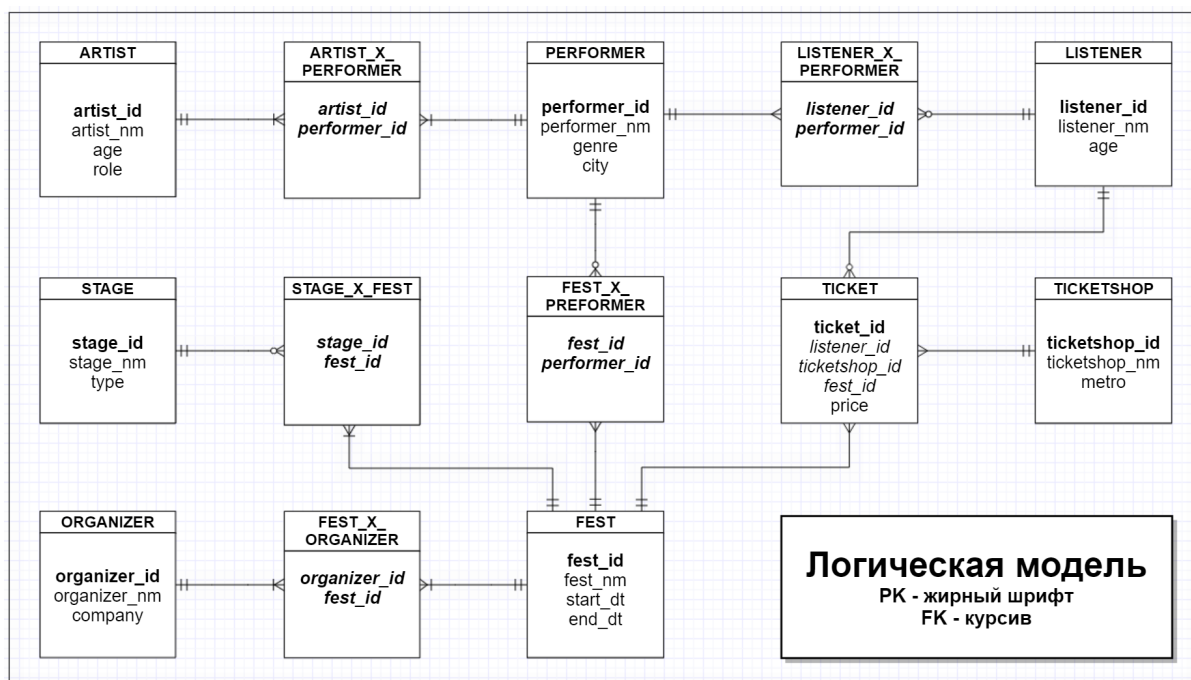 ARTIST
artist_id
artist_nm
age
role
ARTIST_X_
PERFORMER
artist_id
performer_id
PERFORMER
performer_id
performer_nm
genre
city
LISTENER_X_
PERFORMER
listener_id
performer_id
LISTENER
listener_id
listener_nm
age
STAGE
stage_id
stage_nm
type
STAGE_X_FEST
stage_id
fest_id
FEST_X_
PREFORMER
fest_id
performer_id
TICKET
ticket_id
listener_id
ticketshop_id
fest_id
price
TICKETSHOP
ticketshop_id
ticketshop_nm
metro
ORGANIZER
organizer_id
organizer_nm
company
FEST_X_
ORGANIZER
organizer_id
fest_id
FEST
fest_id
fest_nm
start_dt
end_dt
Логическая модель
PK - жирный шрифт
FK - курсив